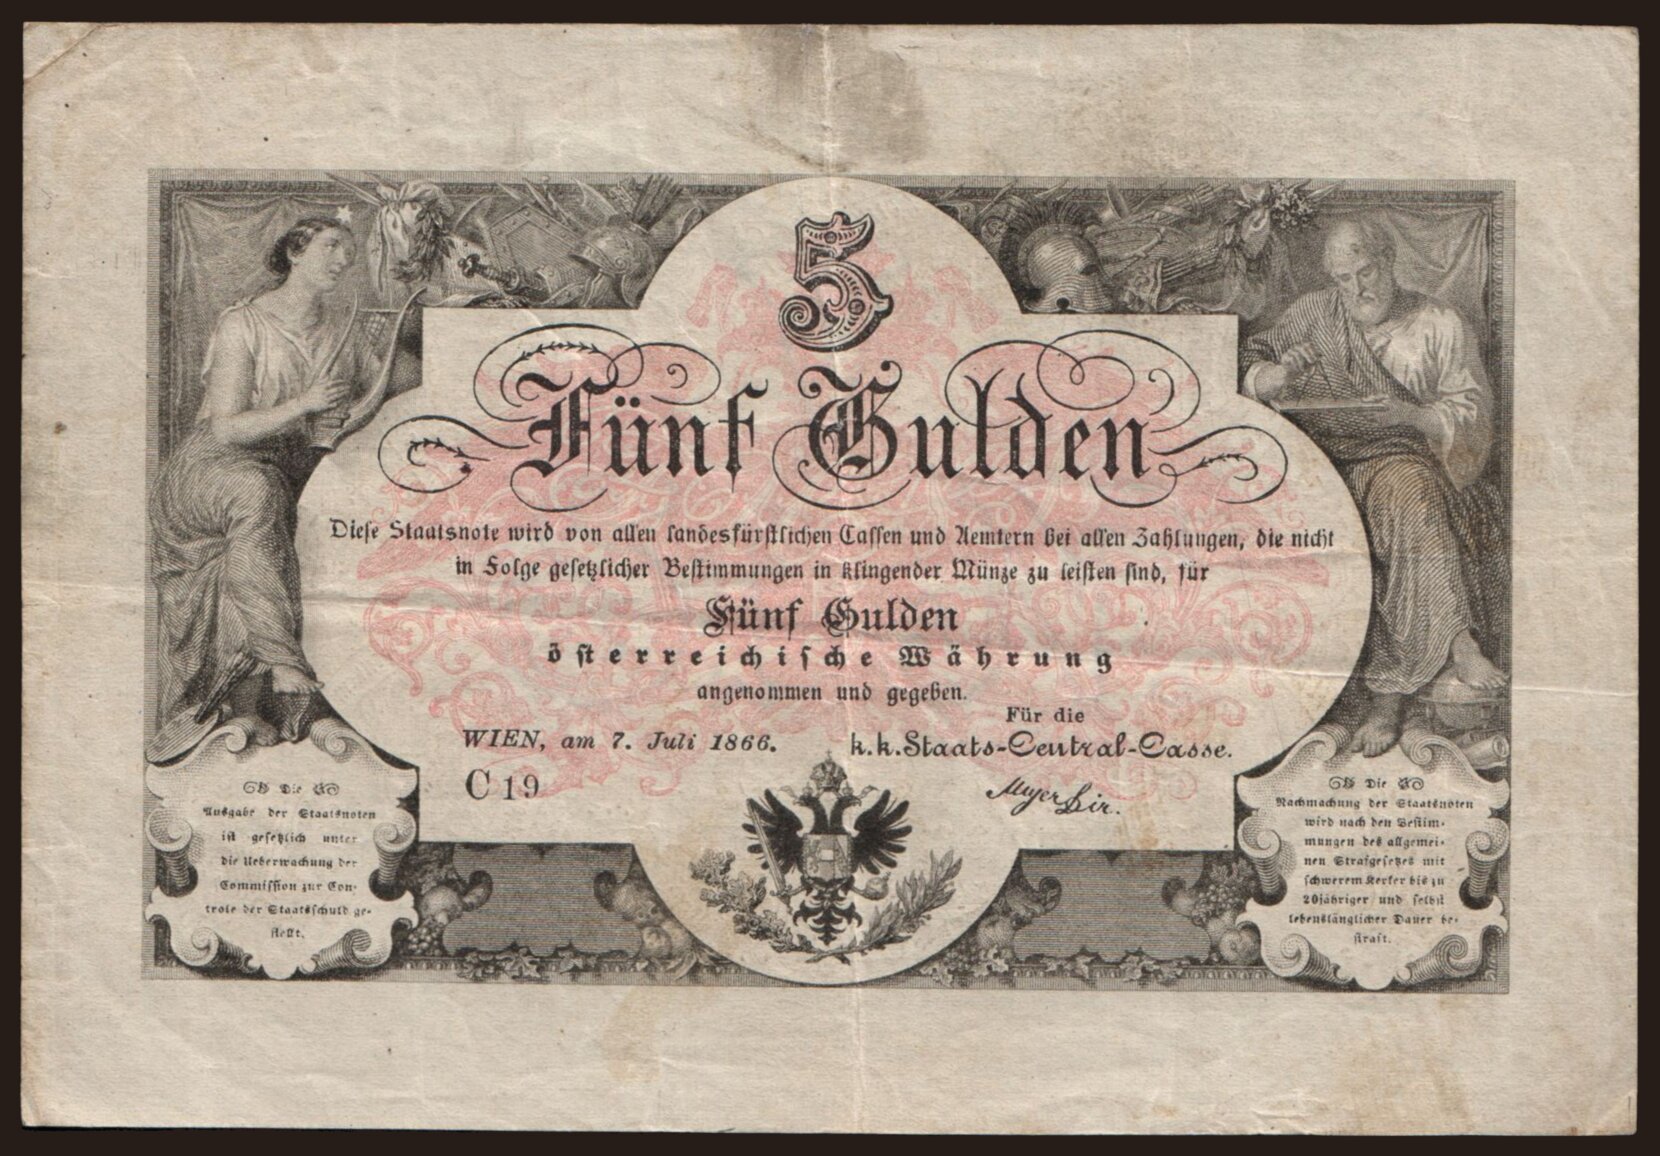 5
Fünf Gulden
Diese Staatsnote wird von allen landesfürstlichen Cassen und Aemtern bei allen Zahlungen, die nicht
in Folge gesetzlicher Bestimmungen in klingender Münze zu leisten sind, für
Fünf Gulden
österreichische Währung
angenommen und gegeben.
Für die
WIEN, am 7. Juli 1866.
k. k. Staats-Central-Casse.
C 19
Mayer Dir.
Die
Ausgabe der Staatsnoten
ist gesetzlich unter
die Ueberwachung der
Commission zur Con-
trole der Staatsschuld ge-
stellt.
Die
Nachmachung der Staatsnoten
wird nach den Bestim-
mungen des allgemei-
nen Strafgesetzes mit
schwerem Kerker bis zu
20jähriger und selbst
lebenslänglicher Dauer be-
straft.